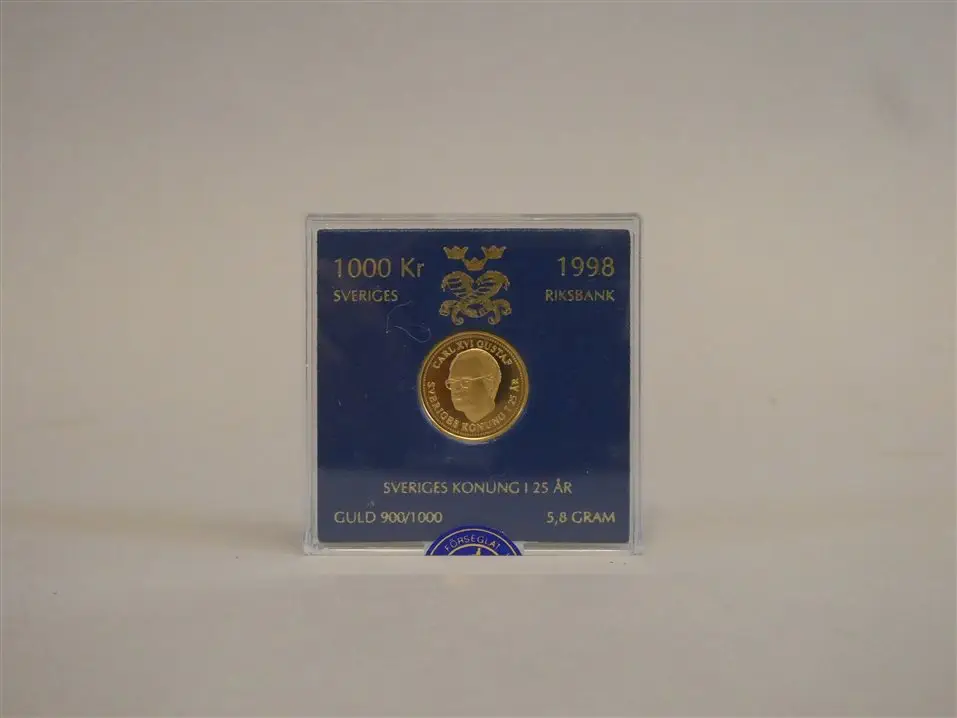 1000 Kr
1998
SVERIGES
RIKSBANK
CARL XVI GUSTAF
SVERIGES KONUNG I 25 ÅR
SVERIGES KONUNG I 25 ÅR
GULD 900/1000
5,8 GRAM
FÖRSEGLAT